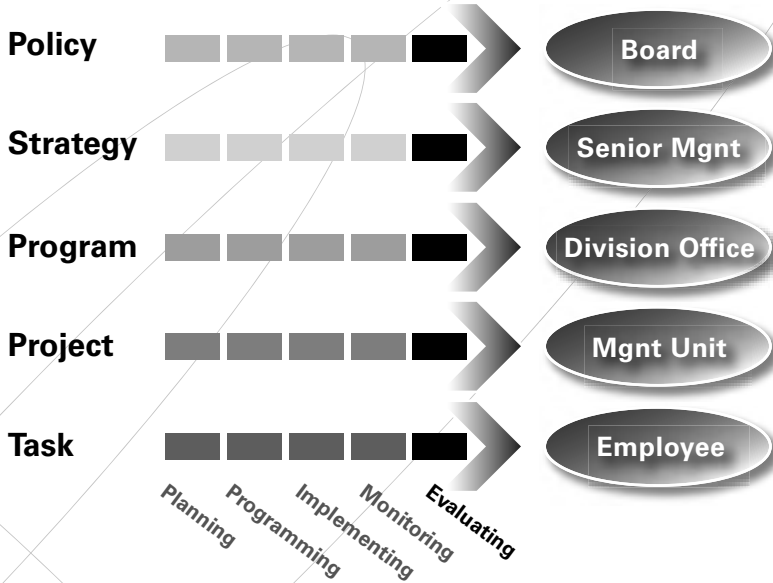 Policy
Board
Strategy
Senior Mgnt
Program
Division Office
Project
Mgnt Unit
Task
Employee
Planning
Programming
Implementing
Monitoring
Evaluating